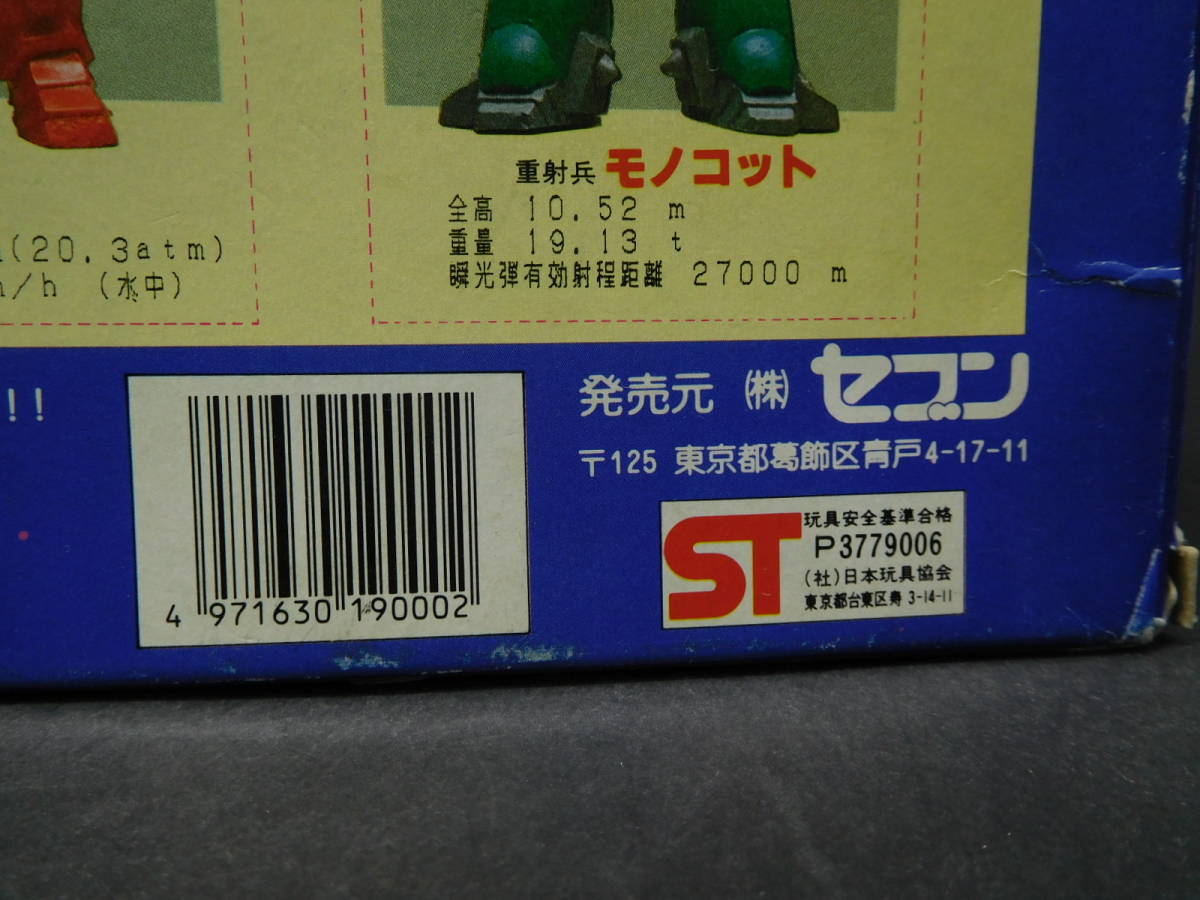 重射兵 モノコット
全高 10.52 m
重量 19.13 t
瞬光弾有効射程距離 27000 m
(20.3atm)
/h (水中)
!!
4 971630 190002
発売元 (株) セブン
〒125 東京都葛飾区青戸4-17-11
ST
玩具安全基準合格
P3779006
(社)日本玩具協会
東京都台東区寿 3-14-11